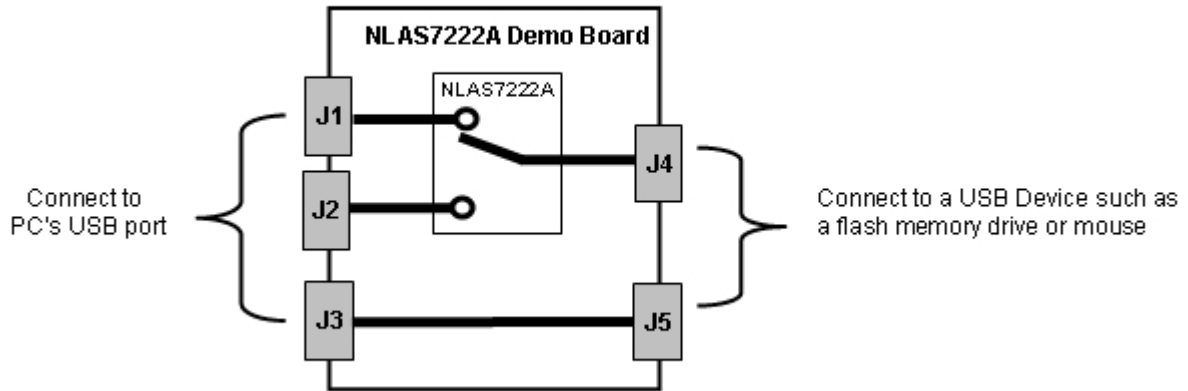 NLAS7222A Demo Board
NLAS7222A
J1
J2
J3
J4
J5
Connect to
PC's USB port
Connect to a USB Device such as
a flash memory drive or mouse